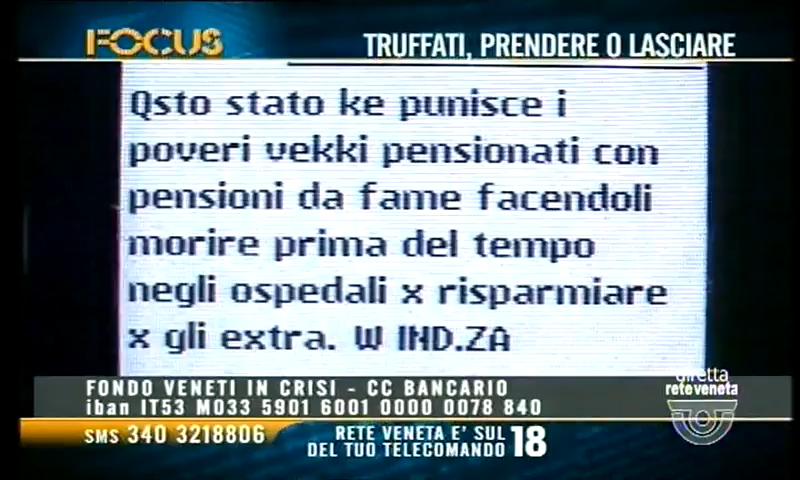 FOCUS
TRUFFATI, PRENDERE O LASCIARE
Qsto stato ke punisce i
poveri vekki pensionati con
pensioni da fame facendoli
morire prima del tempo
negli ospedali x risparmiare
x gli extra. W IND.ZA
diretta
reteveneta
FONDO VENETI IN CRISI - CC BANCARIO
iban IT53 M033 5901 6001 0000 0078 840
SMS 340 3218806
RETE VENETA E' SUL
DEL TUO TELECOMANDO 18